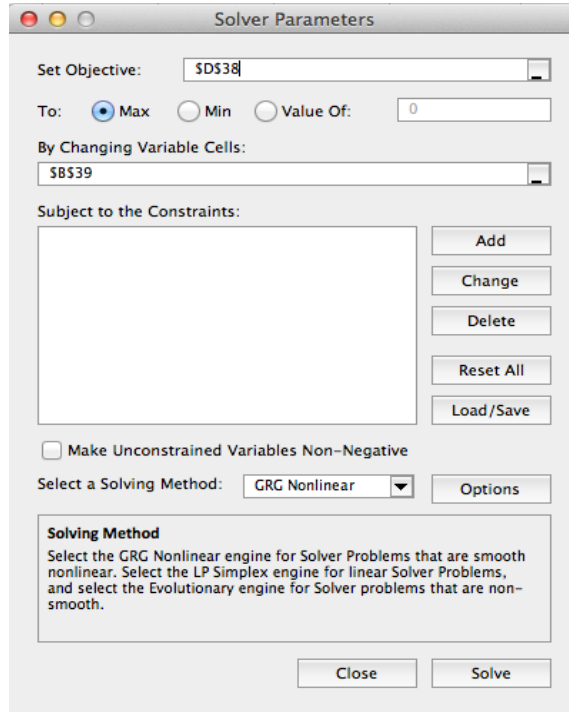 Solver Parameters
Set Objective: $D$38
To: Max Min Value Of: 0
By Changing Variable Cells:
$B$39
Subject to the Constraints:
Add
Change
Delete
Reset All
Load/Save
Make Unconstrained Variables Non-Negative
Select a Solving Method: GRG Nonlinear Options
Solving Method
Select the GRG Nonlinear engine for Solver Problems that are smooth
nonlinear. Select the LP Simplex engine for linear Solver Problems,
and select the Evolutionary engine for Solver problems that are non-
smooth.
Close Solve